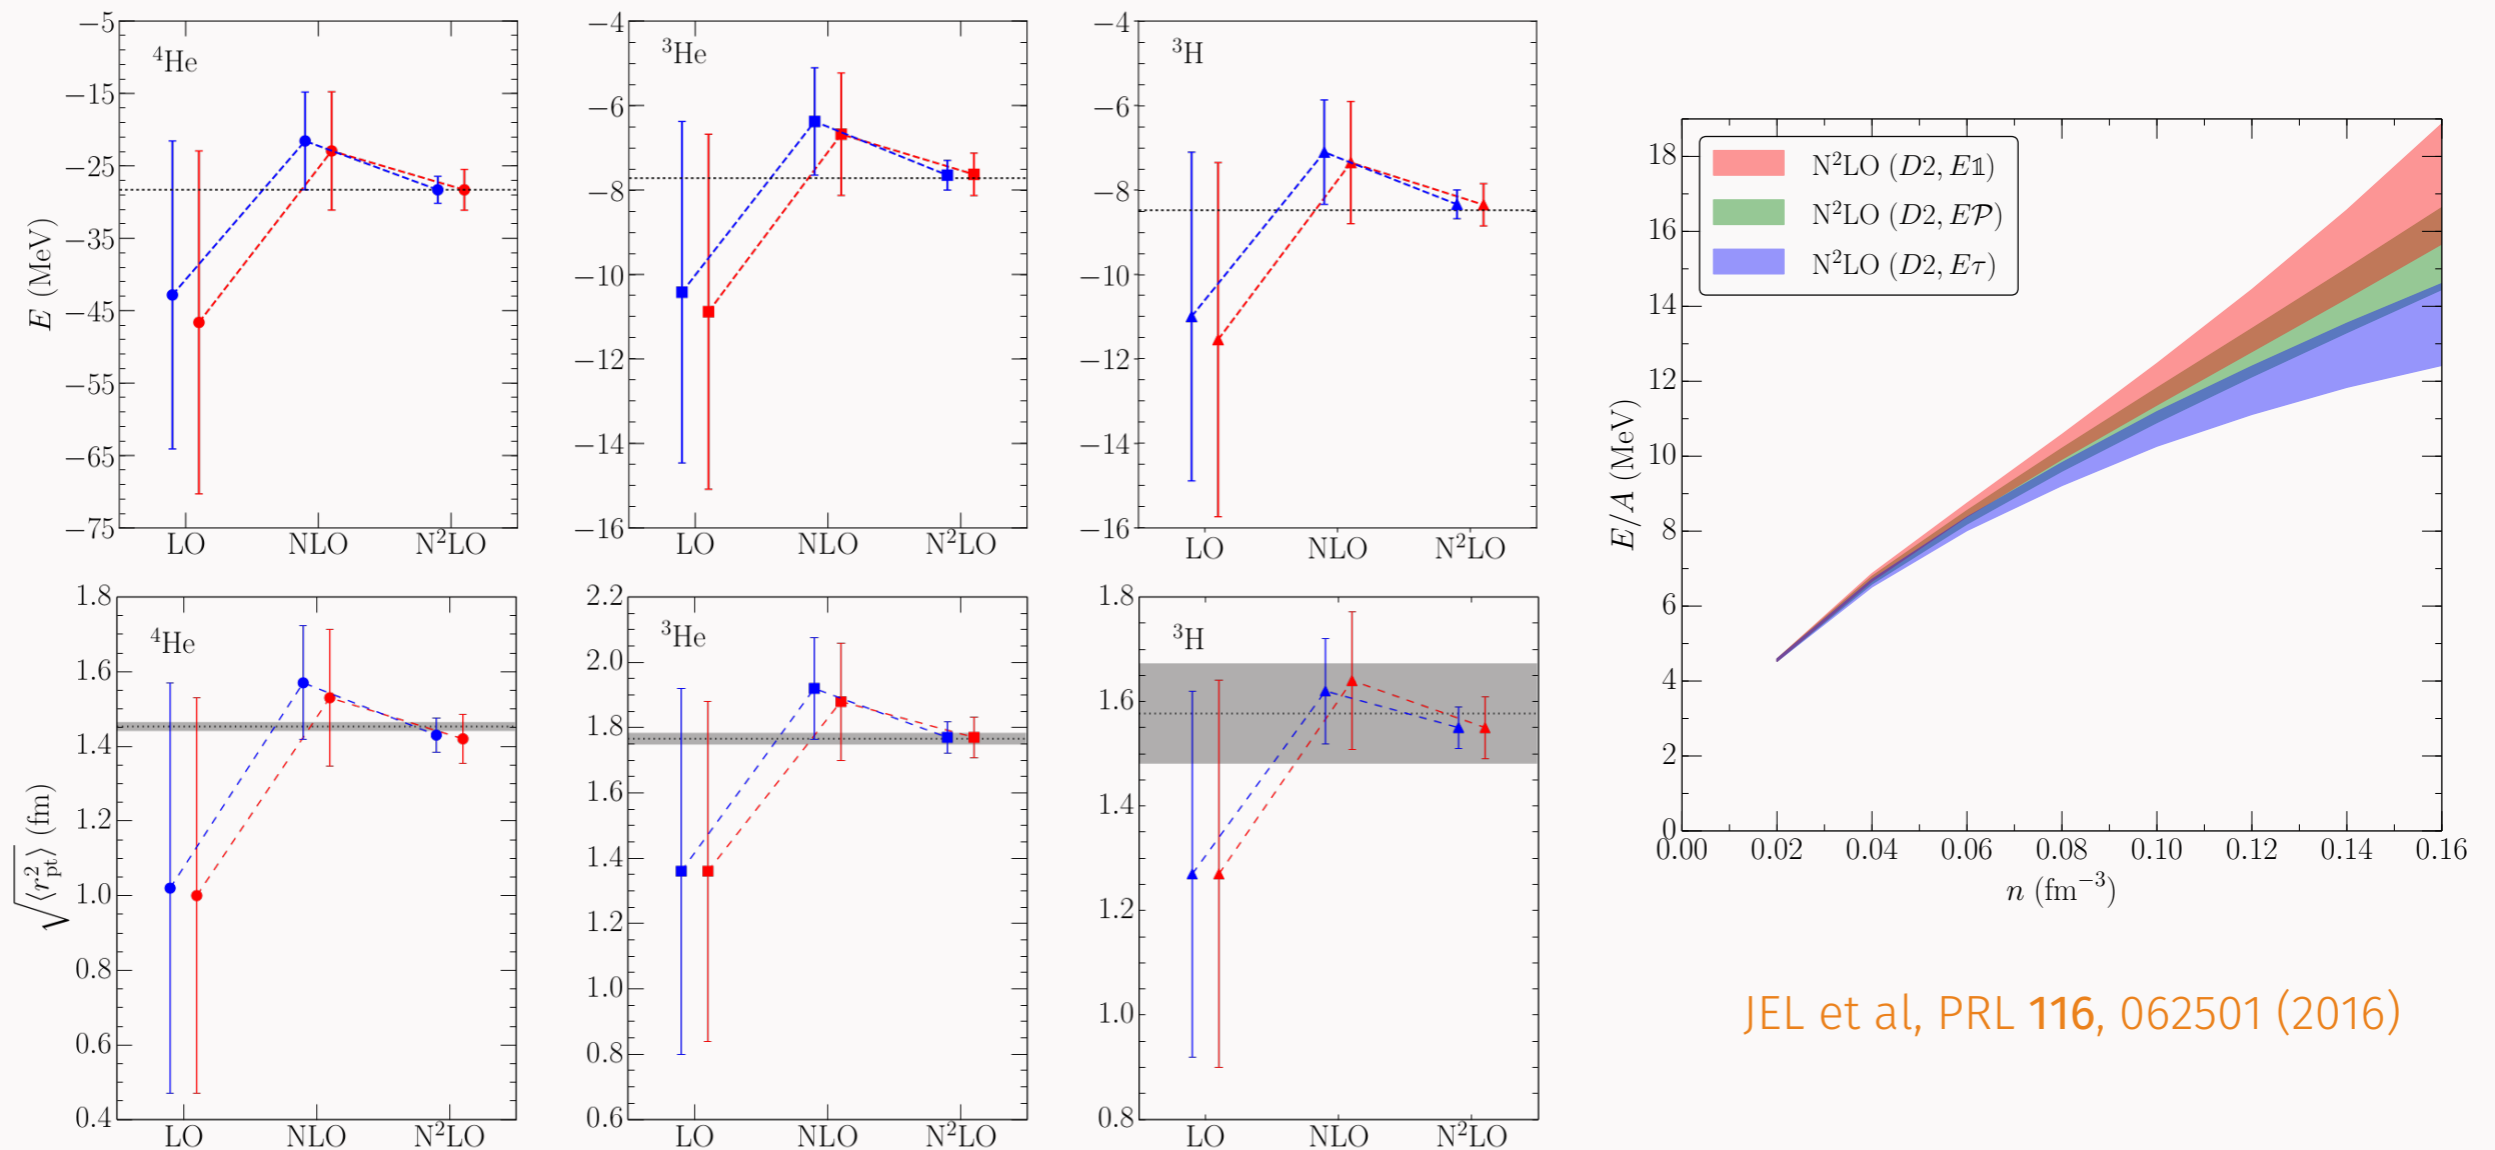 ⁴He
E (MeV)
−5
−15
−25
−35
−45
−55
−65
−75
LO NLO N²LO
³He
−4
−6
−8
−10
−12
−14
−16
LO NLO N²LO
³H
−4
−6
−8
−10
−12
−14
−16
LO NLO N²LO
⁴He
√⟨r²pt⟩ (fm)
1.8
1.6
1.4
1.2
1.0
0.8
0.6
0.4
LO NLO N²LO
³He
2.2
2.0
1.8
1.6
1.4
1.2
1.0
0.8
0.6
LO NLO N²LO
³H
1.8
1.6
1.4
1.2
1.0
0.8
LO NLO N²LO
N²LO (D2, E𝟙)
N²LO (D2, E𝒫)
N²LO (D2, Eτ)
E/A (MeV)
18
16
14
12
10
8
6
4
2
0
0.00 0.02 0.04 0.06 0.08 0.10 0.12 0.14 0.16
n (fm⁻³)
JEL et al, PRL 116, 062501 (2016)